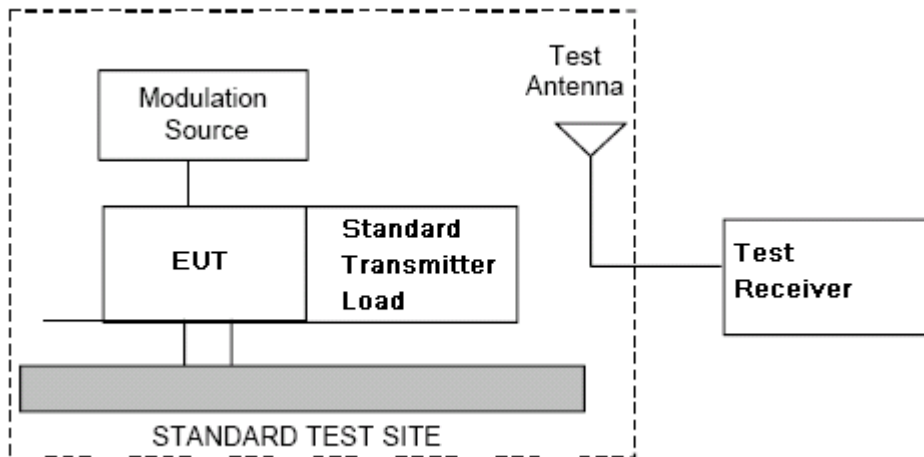 Test
Antenna
Modulation
Source
EUT
Standard
Transmitter
Load
Test
Receiver
STANDARD TEST SITE